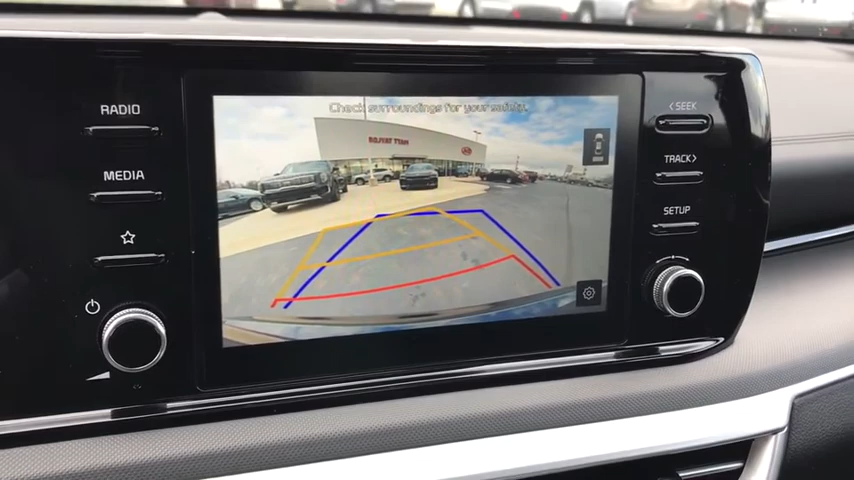 RADIO
MEDIA
Check surroundings for your safety.
< SEEK
TRACK >
SETUP